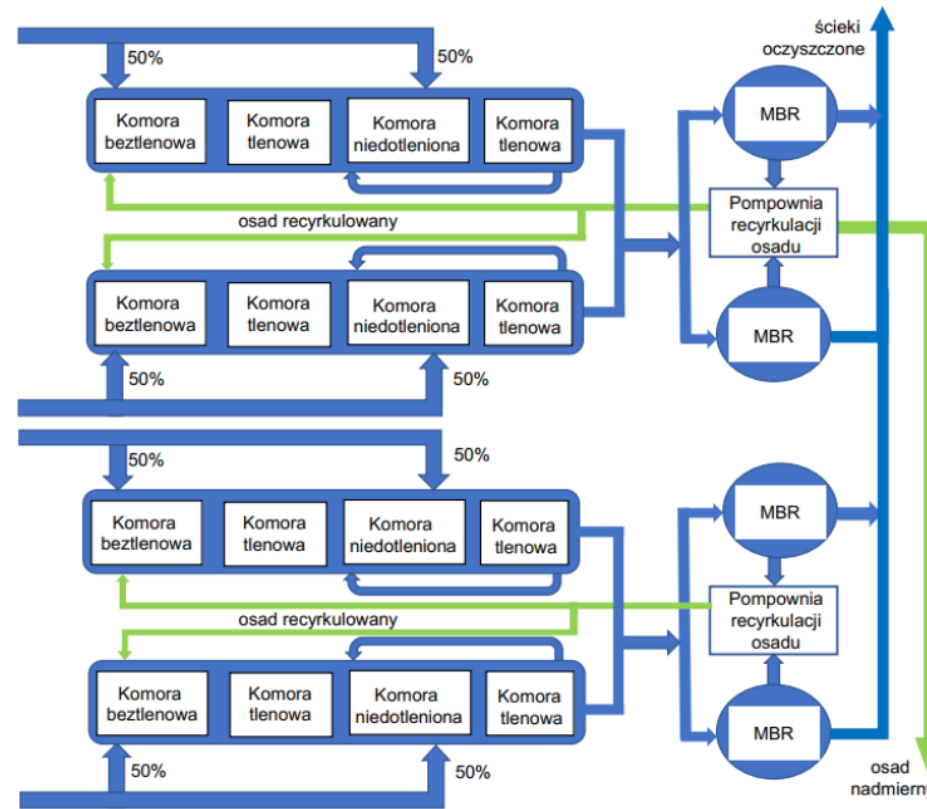 ścieki
oczyszczone
50%
50%
Komora
beztlenowa
Komora
tlenowa
Komora
niedotleniona
Komora
tlenowa
MBR
osad recyrkulowany
Pompownia
recyrkulacji
osadu
Komora
beztlenowa
Komora
tlenowa
Komora
niedotleniona
Komora
tlenowa
MBR
50%
50%
50%
50%
Komora
beztlenowa
Komora
tlenowa
Komora
niedotleniona
Komora
tlenowa
MBR
osad recyrkulowany
Pompownia
recyrkulacji
osadu
Komora
beztlenowa
Komora
tlenowa
Komora
niedotleniona
Komora
tlenowa
MBR
50%
50%
osad
nadmierny